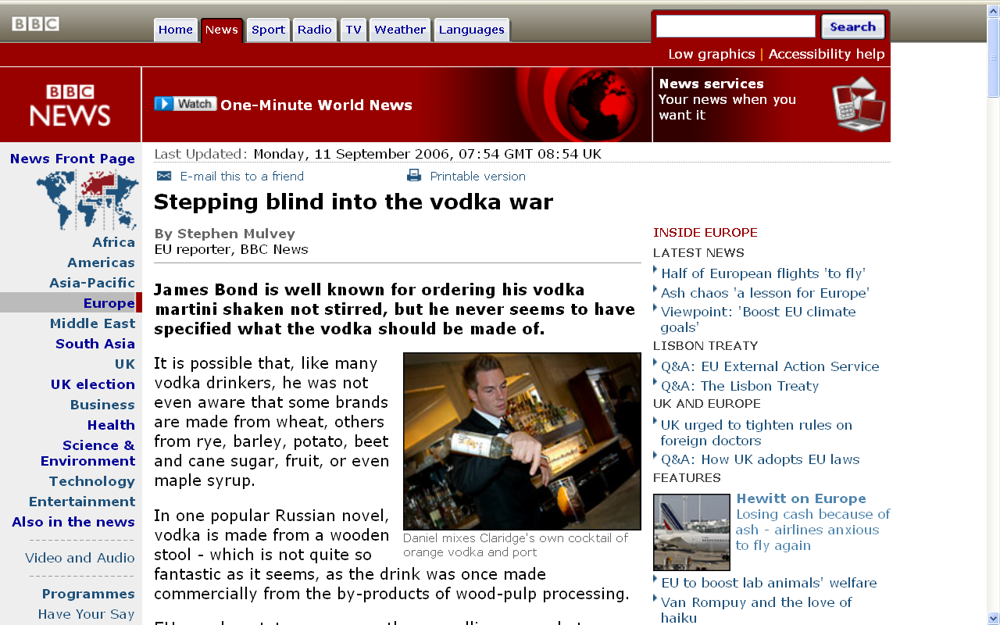 BBC
Home
News
Sport
Radio
TV
Weather
Languages
Search
Low graphics | Accessibility help
BBC
NEWS
Watch One-Minute World News
News services
Your news when you
want it
News Front Page
Africa
Americas
Asia-Pacific
Europe
Middle East
South Asia
UK
UK election
Business
Health
Science &
Environment
Technology
Entertainment
Also in the news
Video and Audio
Programmes
Have Your Say
Last Updated: Monday, 11 September 2006, 07:54 GMT 08:54 UK
E-mail this to a friend
Printable version
Stepping blind into the vodka war
By Stephen Mulvey
EU reporter, BBC News
James Bond is well known for ordering his vodka
martini shaken not stirred, but he never seems to have
specified what the vodka should be made of.
It is possible that, like many
vodka drinkers, he was not
even aware that some brands
are made from wheat, others
from rye, barley, potato, beet
and cane sugar, fruit, or even
maple syrup.
Daniel mixes Claridge's own cocktail of
orange vodka and port
In one popular Russian novel,
vodka is made from a wooden
stool - which is not quite so
fantastic as it seems, as the drink was once made
commercially from the by-products of wood-pulp processing.
INSIDE EUROPE
LATEST NEWS
Half of European flights 'to fly'
Ash chaos 'a lesson for Europe'
Viewpoint: 'Boost EU climate
goals'
LISBON TREATY
Q&A: EU External Action Service
Q&A: The Lisbon Treaty
UK AND EUROPE
UK urged to tighten rules on
foreign doctors
Q&A: How UK adopts EU laws
FEATURES
Hewitt on Europe
Losing cash because of
ash - airlines anxious
to fly again
EU to boost lab animals' welfare
Van Rompuy and the love of
haiku